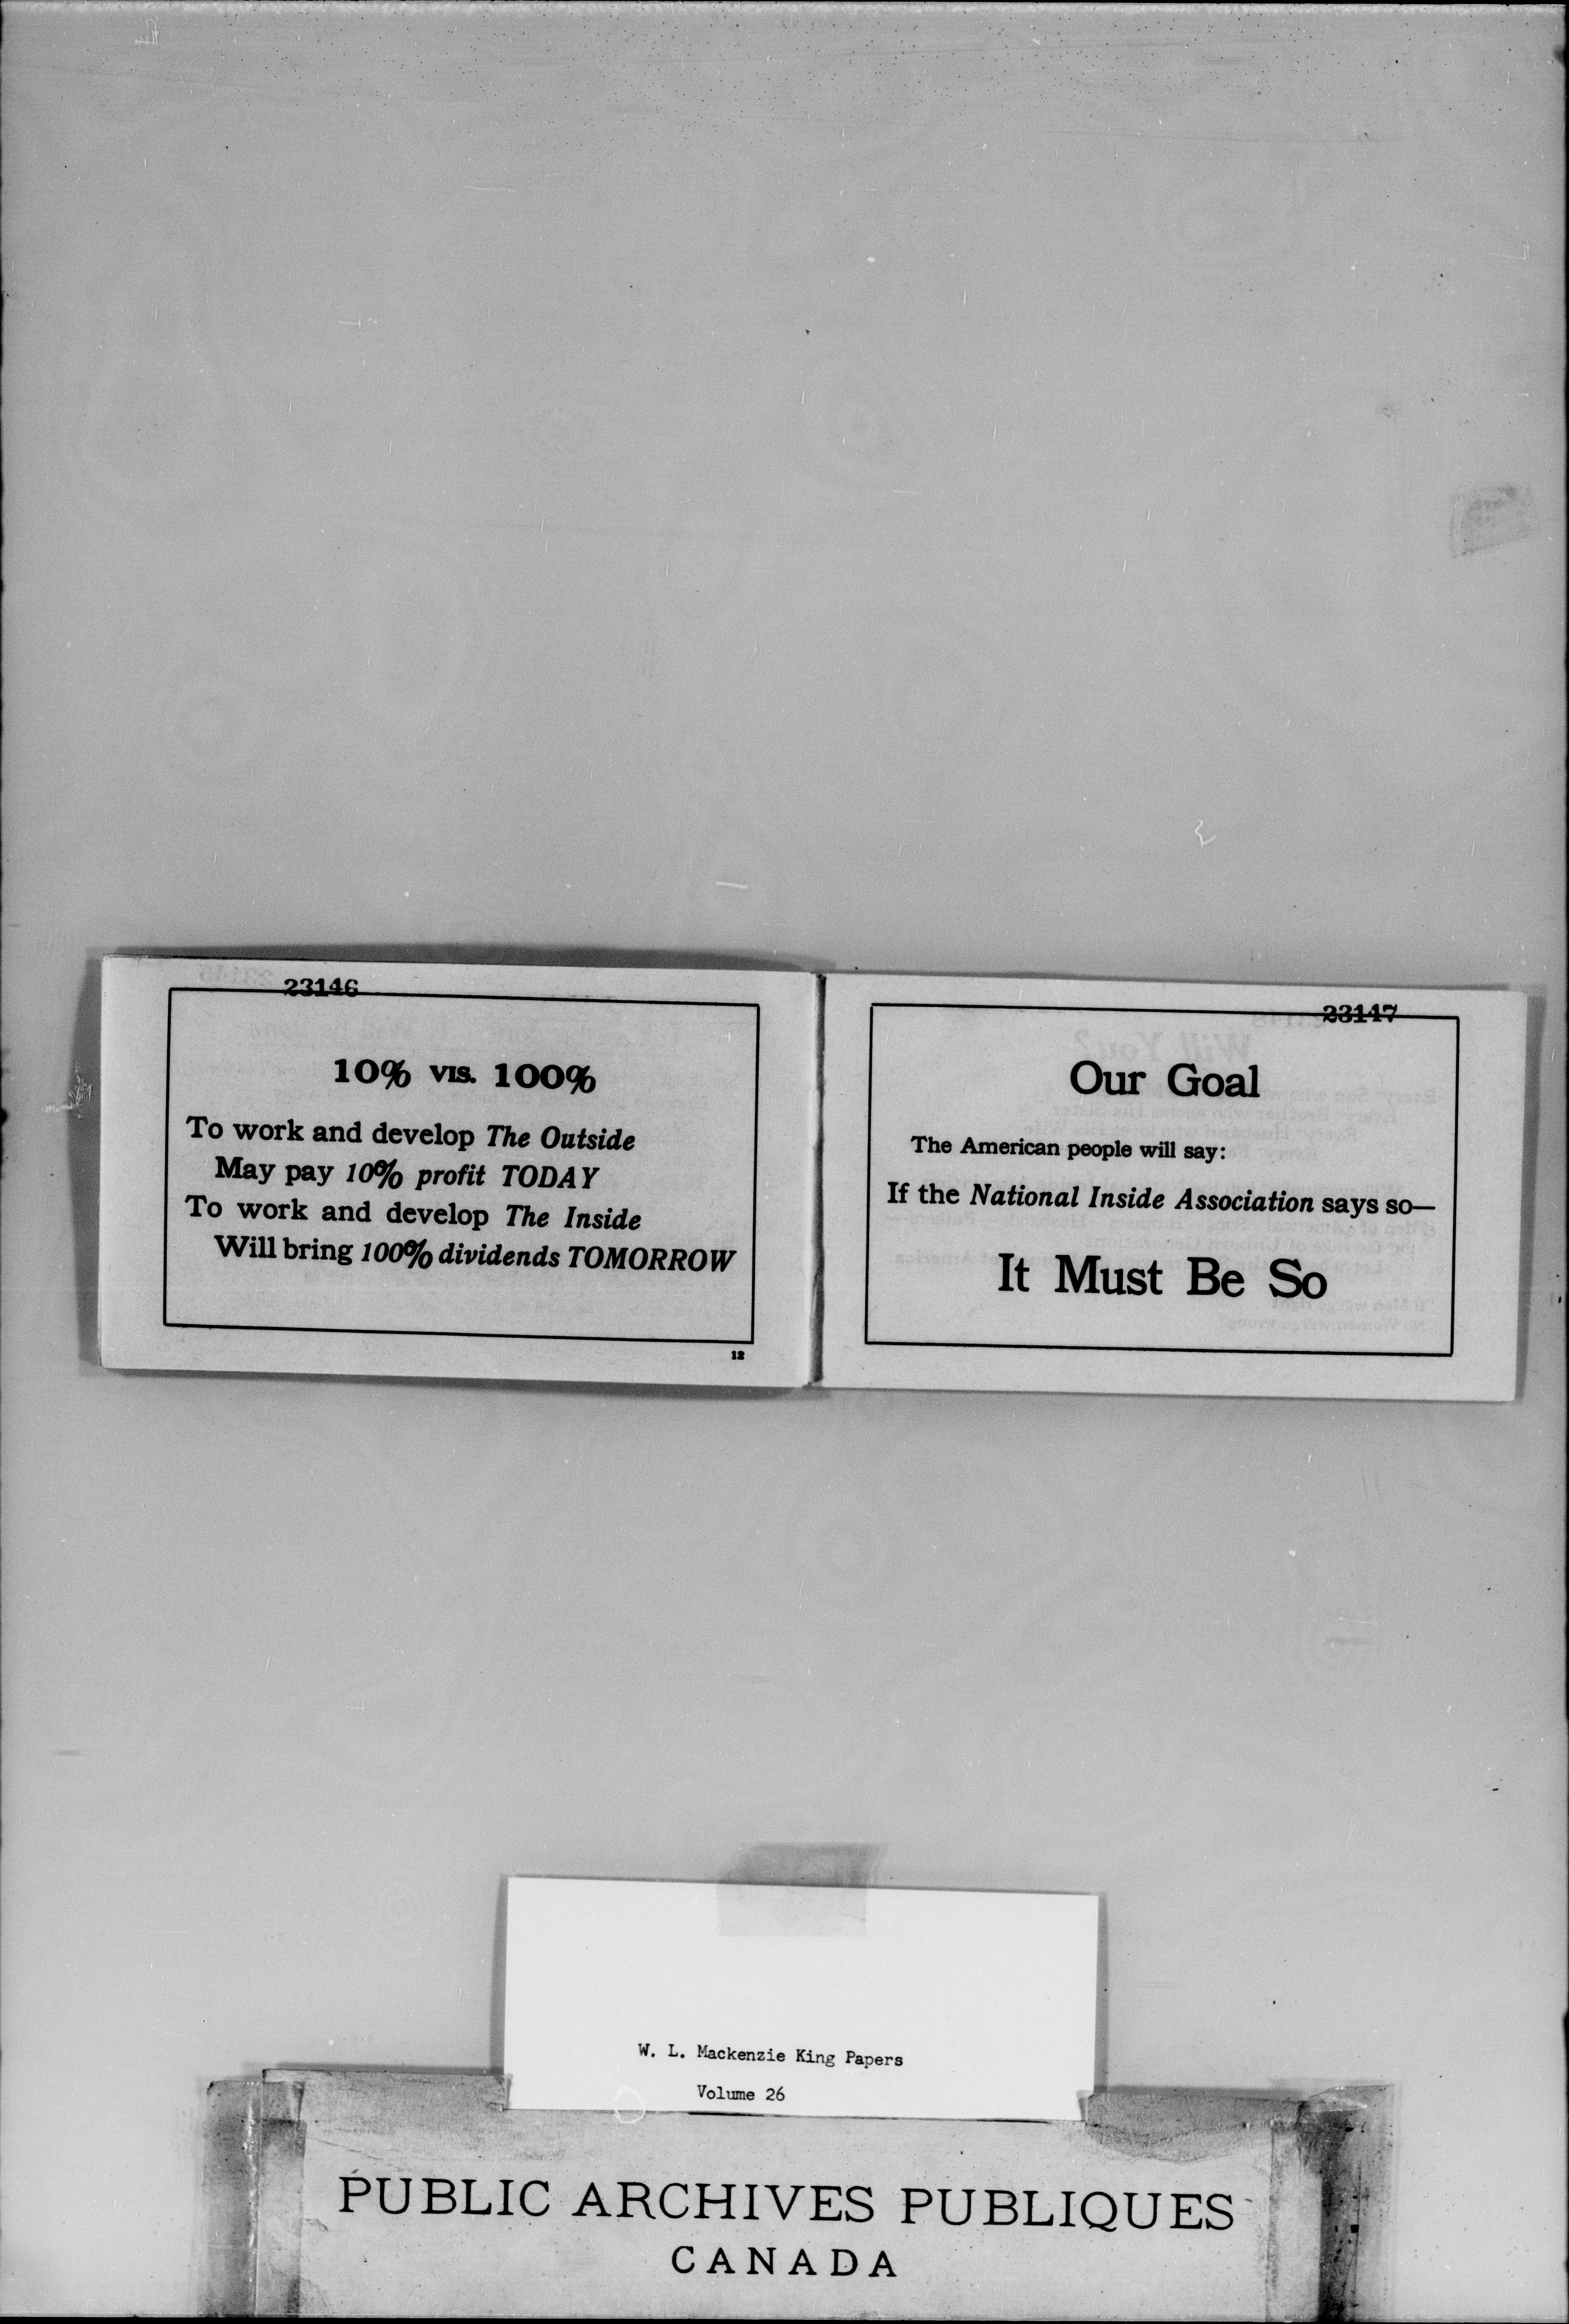 23146
10% vis. 100%
To work and develop The Outside
May pay 10% profit TODAY
To work and develop The Inside
Will bring 100% dividends TOMORROW
12
23147
Our Goal
The American people will say:
If the National Inside Association says so—
It Must Be So
W. L. Mackenzie King Papers
Volume 26
PUBLIC ARCHIVES PUBLIQUES
CANADA